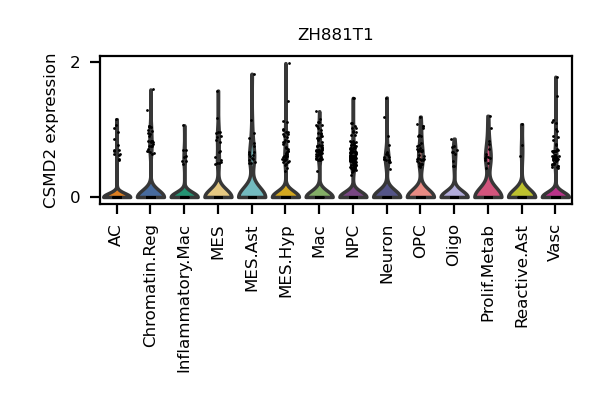 ZH881T1
CSMD2 expression
2
0
AC
Chromatin.Reg
Inflammatory.Mac
MES
MES.Ast
MES.Hyp
Mac
NPC
Neuron
OPC
Oligo
Prolif.Metab
Reactive.Ast
Vasc